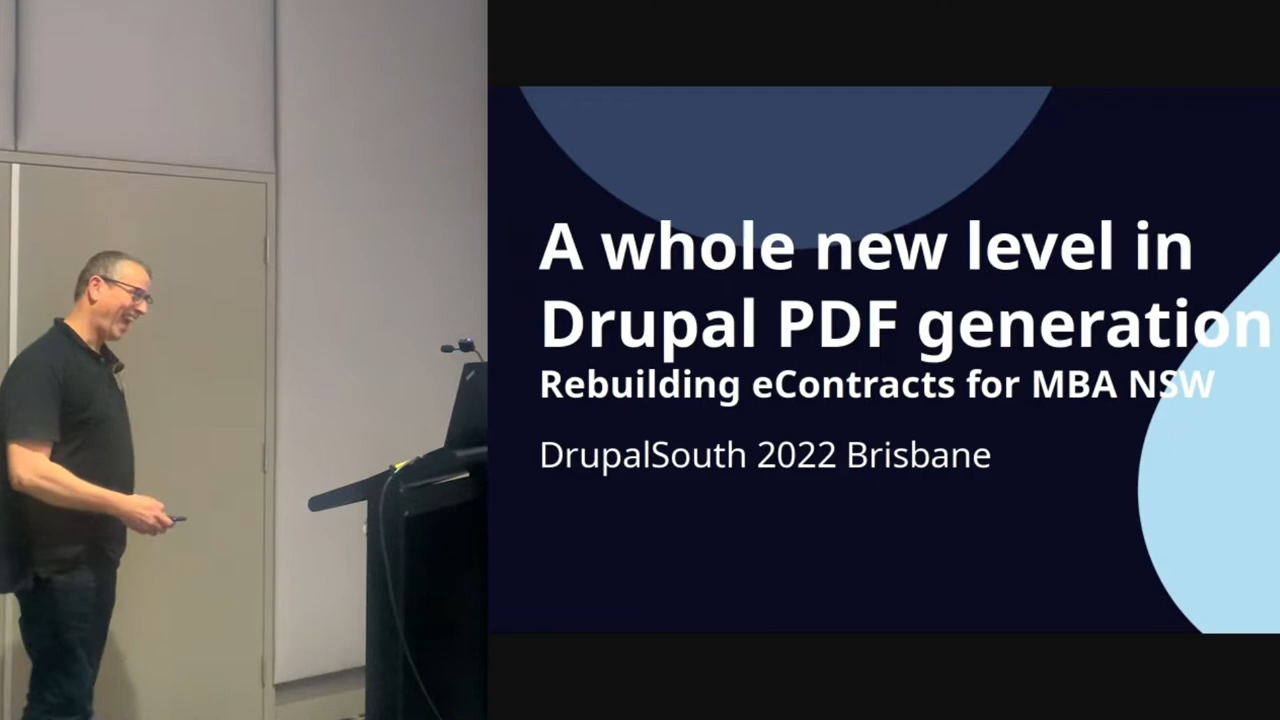 A whole new level in
Drupal PDF generation
Rebuilding eContracts for MBA NSW
DrupalSouth 2022 Brisbane